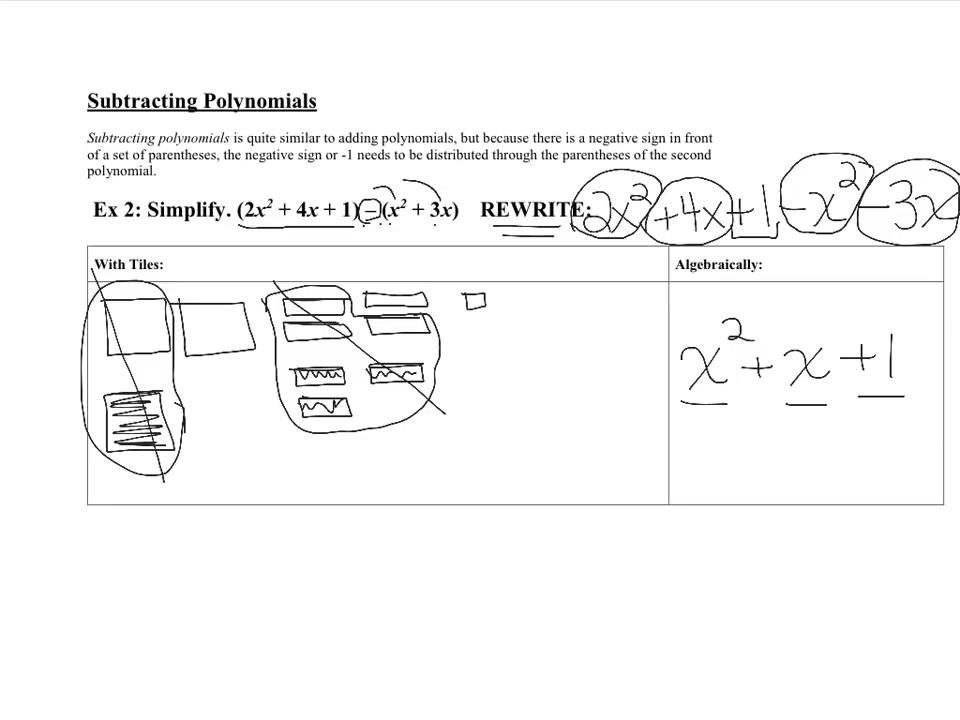 Subtracting Polynomials
Subtracting polynomials is quite similar to adding polynomials, but because there is a negative sign in front
of a set of parentheses, the negative sign or -1 needs to be distributed through the parentheses of the second
polynomial.
Ex 2: Simplify. (2x² + 4x + 1) – (x² + 3x) REWRITE: 2x² + 4x + 1 - x² - 3x
With Tiles: Algebraically:
x² + x + 1